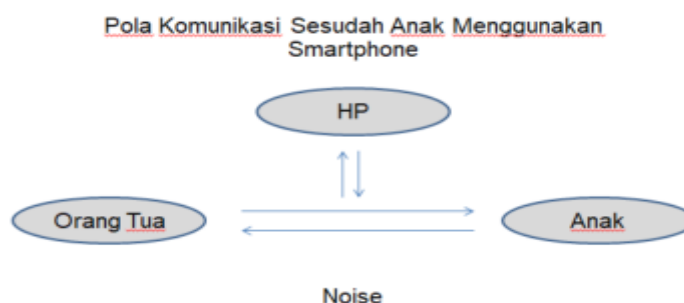 Pola Komunikasi Sesudah Anak Menggunakan
Smartphone
HP
Orang Tua
Anak
Noise